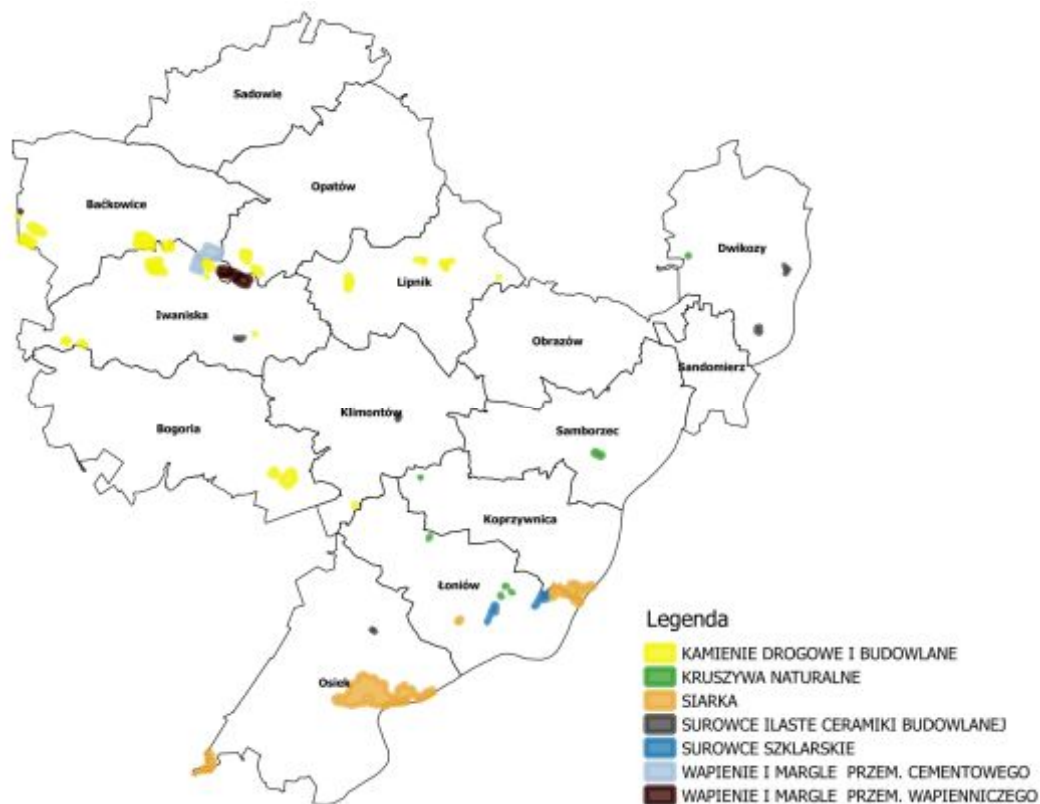 Sadowie
Opatów
Baćkowice
Dwikozy
Lipnik
Iwaniska
Obrazów
Sandomierz
Klimontów
Bogoria
Samborzec
Koprzywnica
Łoniów
Osiek
Legenda
KAMIENIE DROGOWE I BUDOWLANE
KRUSZYWA NATURALNE
SIARKA
SUROWCE ILASTE CERAMIKI BUDOWLANEJ
SUROWCE SZKLARSKIE
WAPIENIE I MARGLE PRZEM. CEMENTOWEGO
WAPIENIE I MARGLE PRZEM. WAPIENNICZEGO